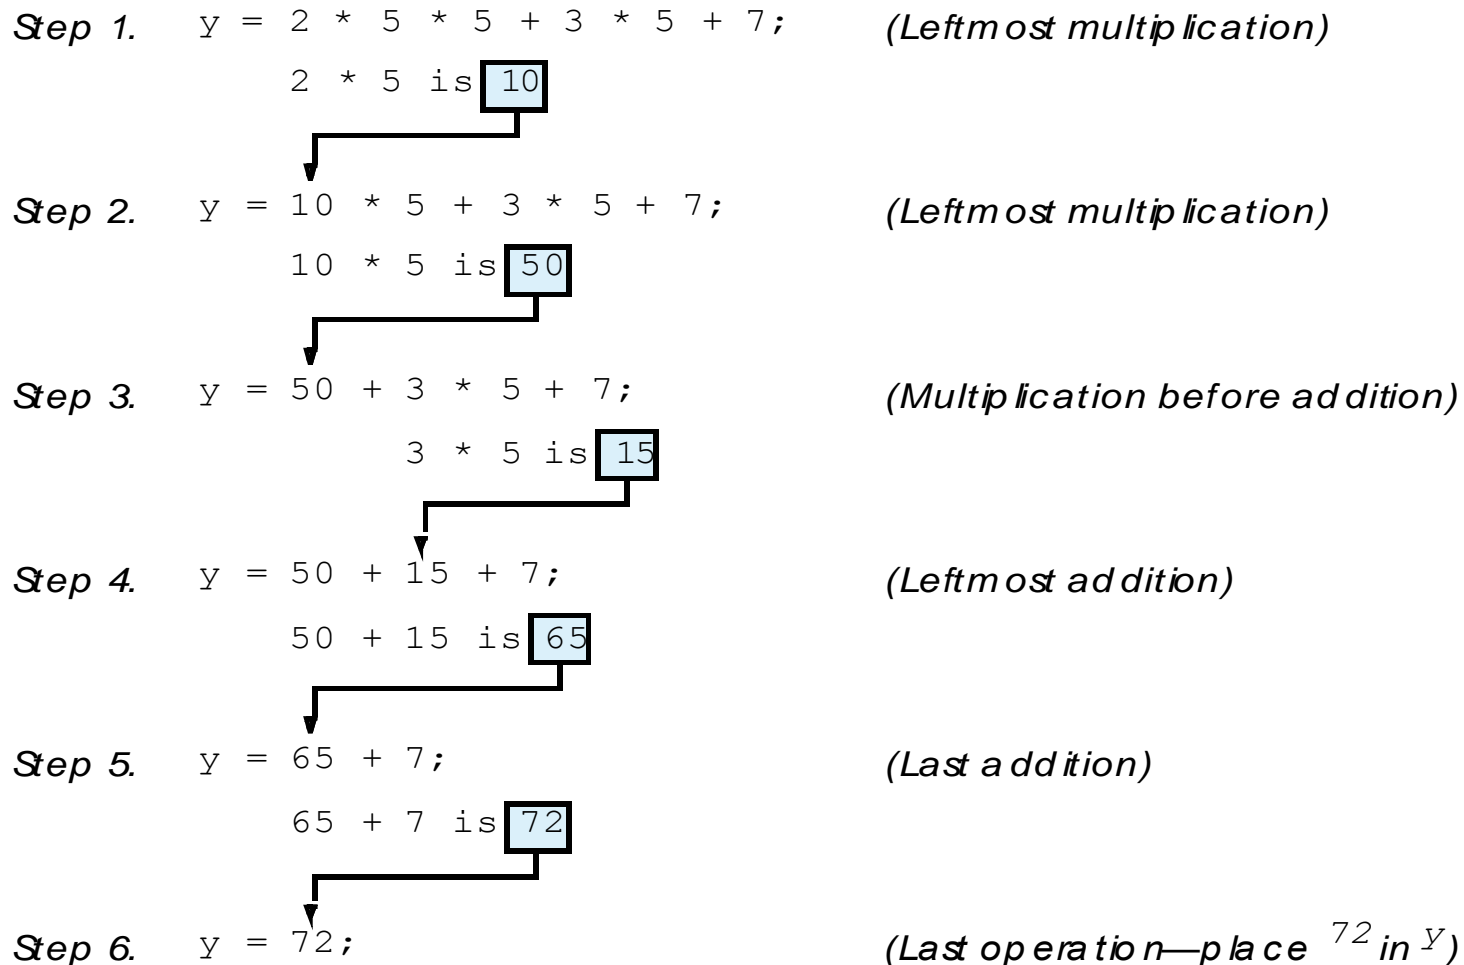 Step 1. y = 2 * 5 * 5 + 3 * 5 + 7; (Leftmost multiplication)
2 * 5 is 10
Step 2. y = 10 * 5 + 3 * 5 + 7; (Leftmost multiplication)
10 * 5 is 50
Step 3. y = 50 + 3 * 5 + 7; (Multiplication before addition)
3 * 5 is 15
Step 4. y = 50 + 15 + 7; (Leftmost addition)
50 + 15 is 65
Step 5. y = 65 + 7; (Last addition)
65 + 7 is 72
Step 6. y = 72; (Last operation—place 72 in y)